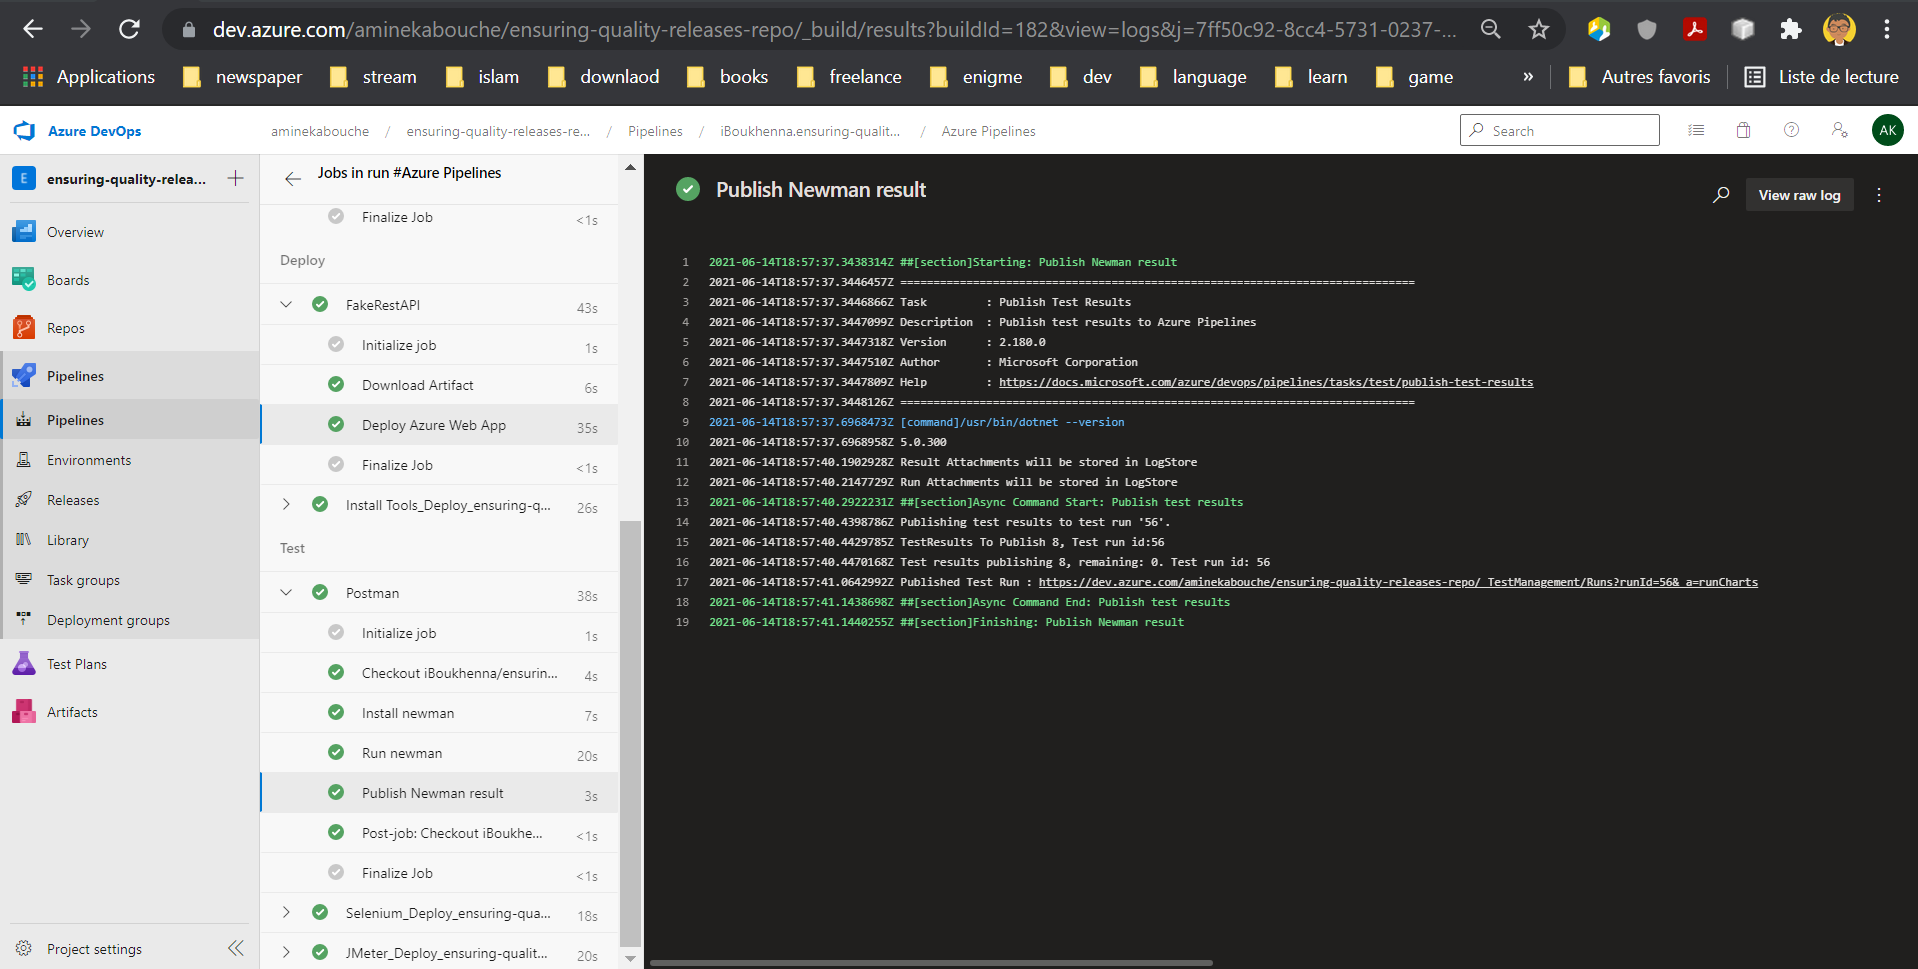 dev.azure.com/aminekabouche/ensuring-quality-releases-repo/_build/results?buildId=182&view=logs&j=7ff50c92-8cc4-5731-0237-...
Applications newspaper stream islam downlaod books freelance enigme dev language learn game » Autres favoris Liste de lecture
Azure DevOps aminekabouche / ensuring-quality-releases-re... / Pipelines / iBoukhenna.ensuring-qualit... / Azure Pipelines Search AK
E ensuring-quality-relea...
Overview
Boards
Repos
Pipelines
Pipelines
Environments
Releases
Library
Task groups
Deployment groups
Test Plans
Artifacts
Project settings
Jobs in run #Azure Pipelines
Finalize Job <1s
Deploy
FakeRestAPI 43s
Initialize job 1s
Download Artifact 6s
Deploy Azure Web App 35s
Finalize Job <1s
Install Tools_Deploy_ensuring-q... 26s
Test
Postman 38s
Initialize job 1s
Checkout iBoukhenna/ensurin... 4s
Install newman 7s
Run newman 20s
Publish Newman result 3s
Post-job: Checkout iBoukhe... <1s
Finalize Job <1s
Selenium_Deploy_ensuring-qua... 18s
JMeter_Deploy_ensuring-qualit... 20s
Publish Newman result
View raw log
1 2021-06-14T18:57:37.3438314Z ##[section]Starting: Publish Newman result
2 2021-06-14T18:57:37.3446457Z ==============================================================================
3 2021-06-14T18:57:37.3446866Z Task : Publish Test Results
4 2021-06-14T18:57:37.3447099Z Description : Publish test results to Azure Pipelines
5 2021-06-14T18:57:37.3447318Z Version : 2.180.0
6 2021-06-14T18:57:37.3447510Z Author : Microsoft Corporation
7 2021-06-14T18:57:37.3447809Z Help : https://docs.microsoft.com/azure/devops/pipelines/tasks/test/publish-test-results
8 2021-06-14T18:57:37.3448126Z ==============================================================================
9 2021-06-14T18:57:37.6968473Z [command]/usr/bin/dotnet --version
10 2021-06-14T18:57:37.6968958Z 5.0.300
11 2021-06-14T18:57:40.1902928Z Result Attachments will be stored in LogStore
12 2021-06-14T18:57:40.2147729Z Run Attachments will be stored in LogStore
13 2021-06-14T18:57:40.2922231Z ##[section]Async Command Start: Publish test results
14 2021-06-14T18:57:40.4398786Z Publishing test results to test run '56'.
15 2021-06-14T18:57:40.4429785Z TestResults To Publish 8, Test run id:56
16 2021-06-14T18:57:40.4470168Z Test results publishing 8, remaining: 0. Test run id: 56
17 2021-06-14T18:57:41.0642992Z Published Test Run : https://dev.azure.com/aminekabouche/ensuring-quality-releases-repo/_TestManagement/Runs?runId=56&_a=runCharts
18 2021-06-14T18:57:41.1438698Z ##[section]Async Command End: Publish test results
19 2021-06-14T18:57:41.1440255Z ##[section]Finishing: Publish Newman result